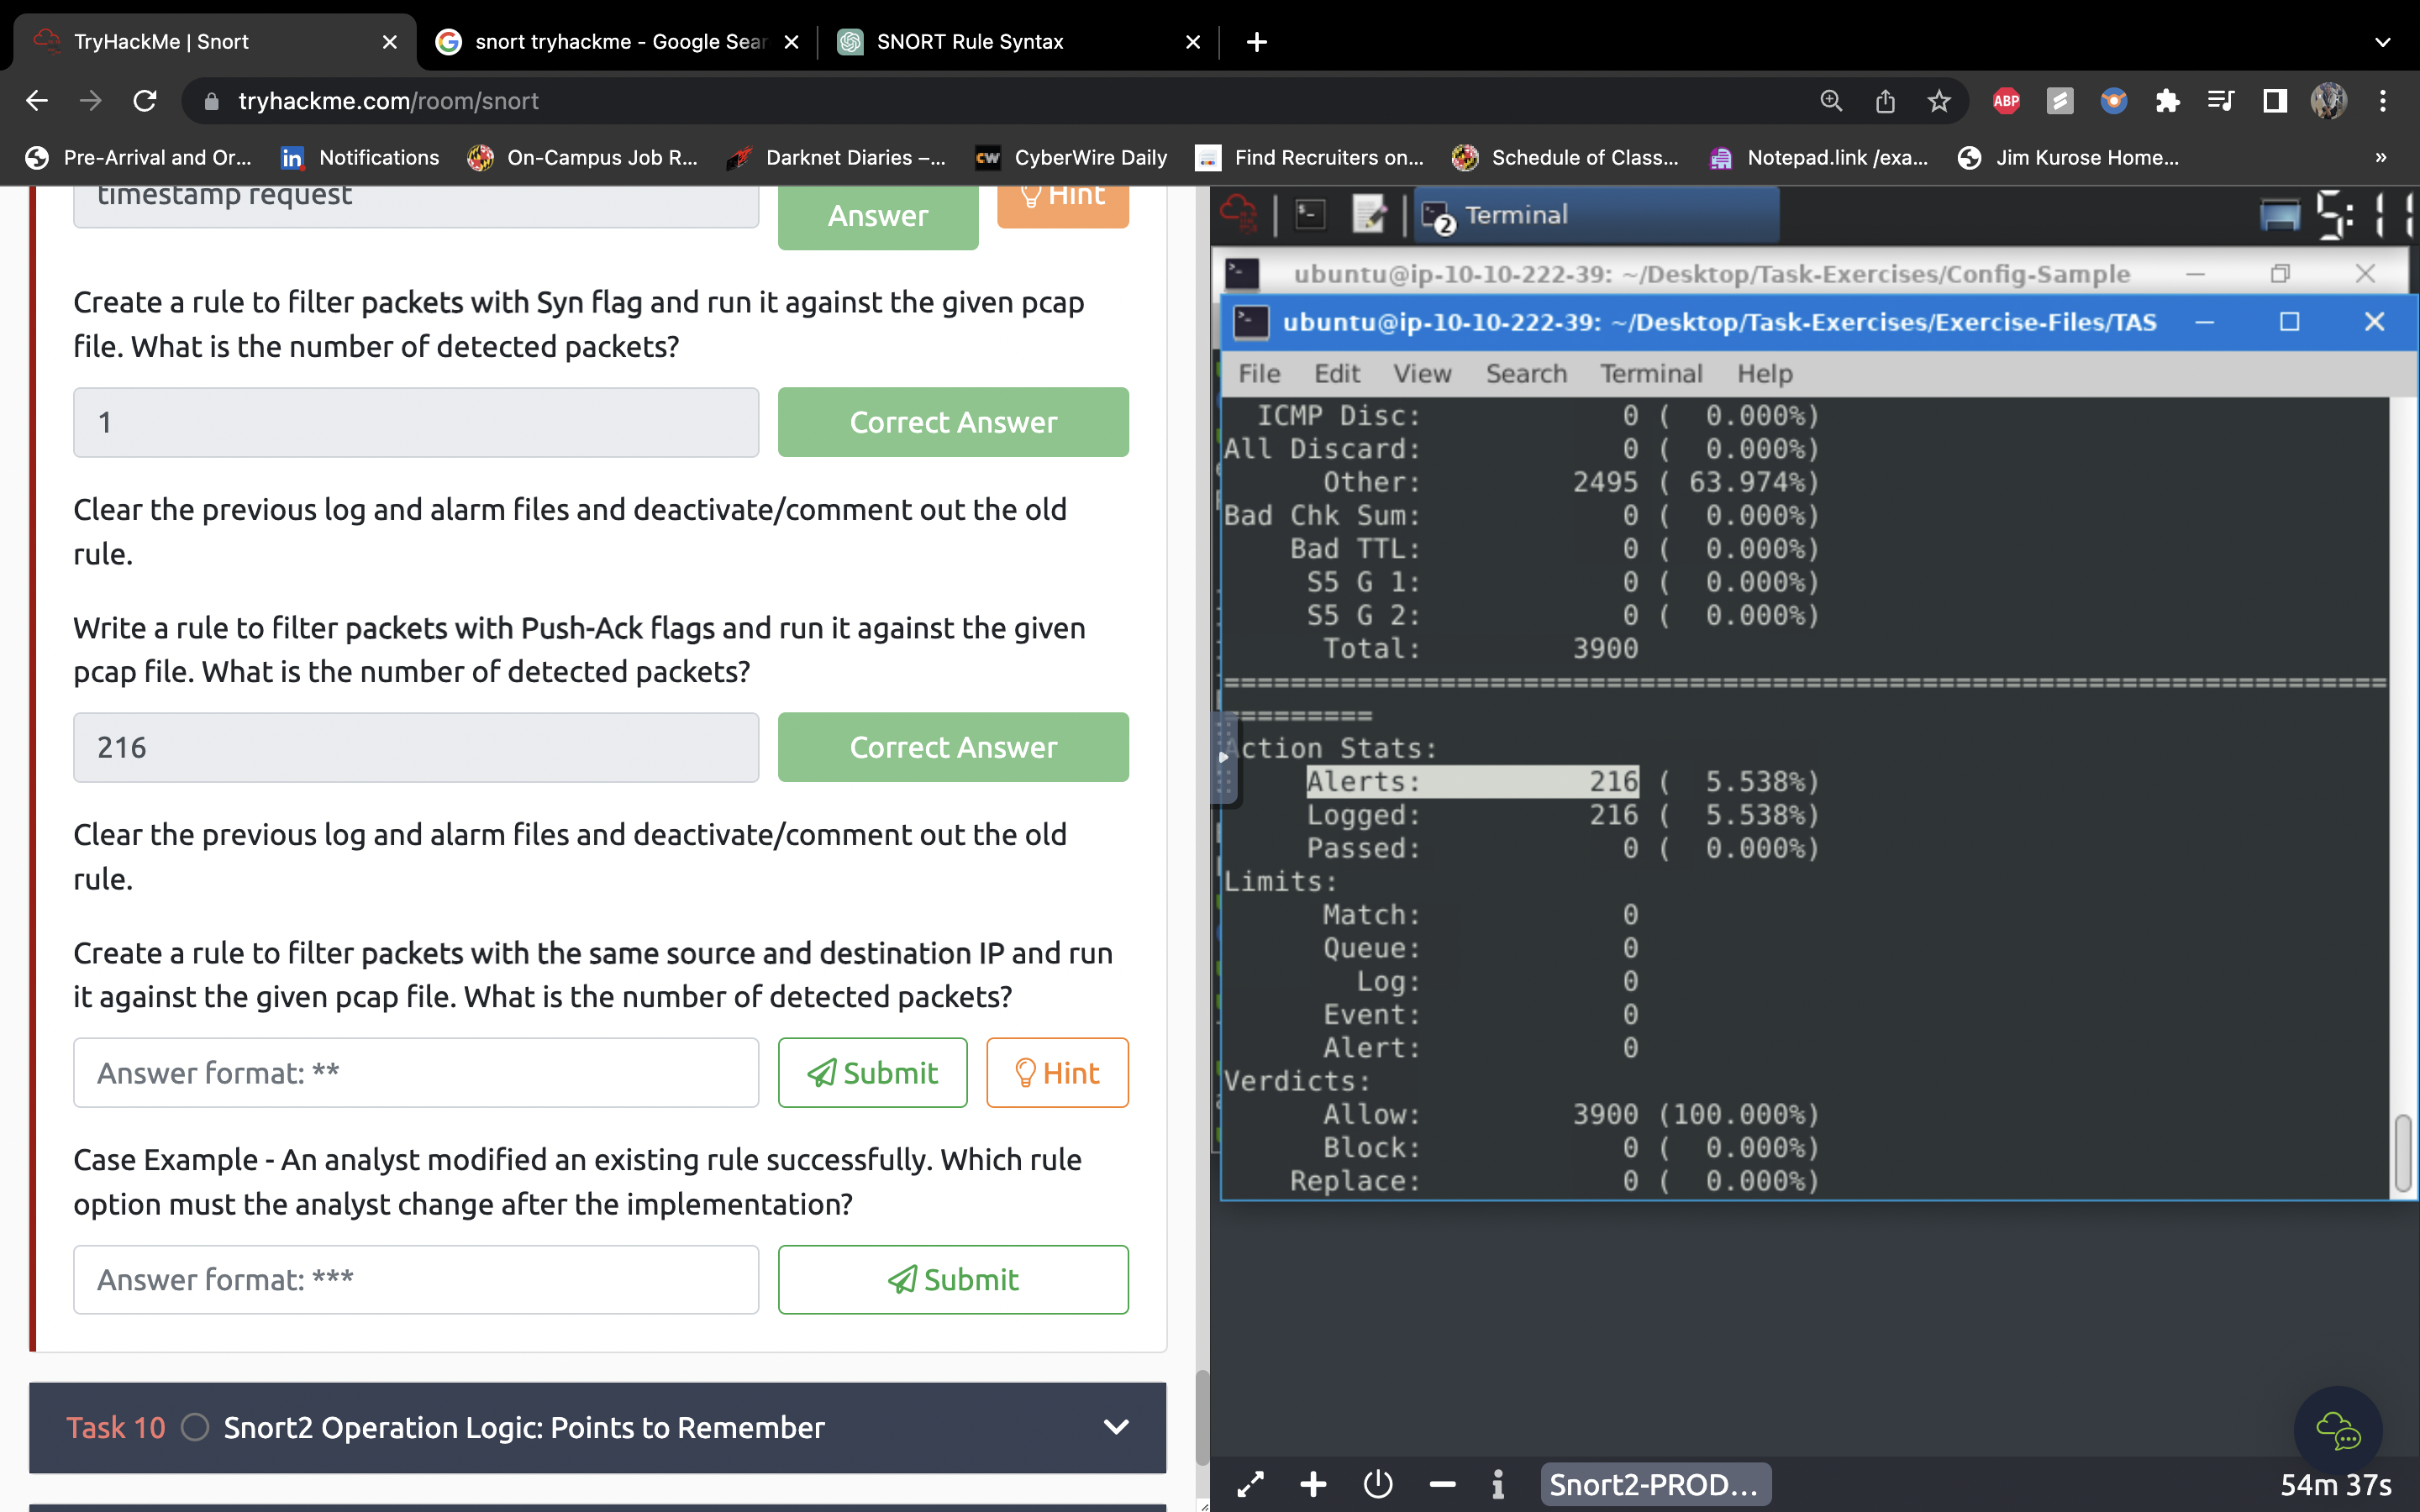 TryHackMe | Snort
snort tryhackme - Google Sear
SNORT Rule Syntax
tryhackme.com/room/snort
ABP
Pre-Arrival and Or...
in Notifications
On-Campus Job R...
Darknet Diaries –...
CW CyberWire Daily
Find Recruiters on...
Schedule of Class...
Notepad.link /exa...
Jim Kurose Home...
»
timestamp request
Answer
Hint
Create a rule to filter packets with Syn flag and run it against the given pcap
file. What is the number of detected packets?
1
Correct Answer
Clear the previous log and alarm files and deactivate/comment out the old
rule.
Write a rule to filter packets with Push-Ack flags and run it against the given
pcap file. What is the number of detected packets?
216
Correct Answer
Clear the previous log and alarm files and deactivate/comment out the old
rule.
Create a rule to filter packets with the same source and destination IP and run
it against the given pcap file. What is the number of detected packets?
Answer format: **
Submit
Hint
Case Example - An analyst modified an existing rule successfully. Which rule
option must the analyst change after the implementation?
Answer format: ***
Submit
Task 10 Snort2 Operation Logic: Points to Remember
2 Terminal
5:11
ubuntu@ip-10-10-222-39: ~/Desktop/Task-Exercises/Config-Sample
ubuntu@ip-10-10-222-39: ~/Desktop/Task-Exercises/Exercise-Files/TAS
File Edit View Search Terminal Help
ICMP Disc: 0 ( 0.000%)
All Discard: 0 ( 0.000%)
Other: 2495 ( 63.974%)
Bad Chk Sum: 0 ( 0.000%)
Bad TTL: 0 ( 0.000%)
S5 G 1: 0 ( 0.000%)
S5 G 2: 0 ( 0.000%)
Total: 3900
=======================================================================
=========
Action Stats:
Alerts: 216 ( 5.538%)
Logged: 216 ( 5.538%)
Passed: 0 ( 0.000%)
Limits:
Match: 0
Queue: 0
Log: 0
Event: 0
Alert: 0
Verdicts:
Allow: 3900 (100.000%)
Block: 0 ( 0.000%)
Replace: 0 ( 0.000%)
Snort2-PROD...
54m 37s